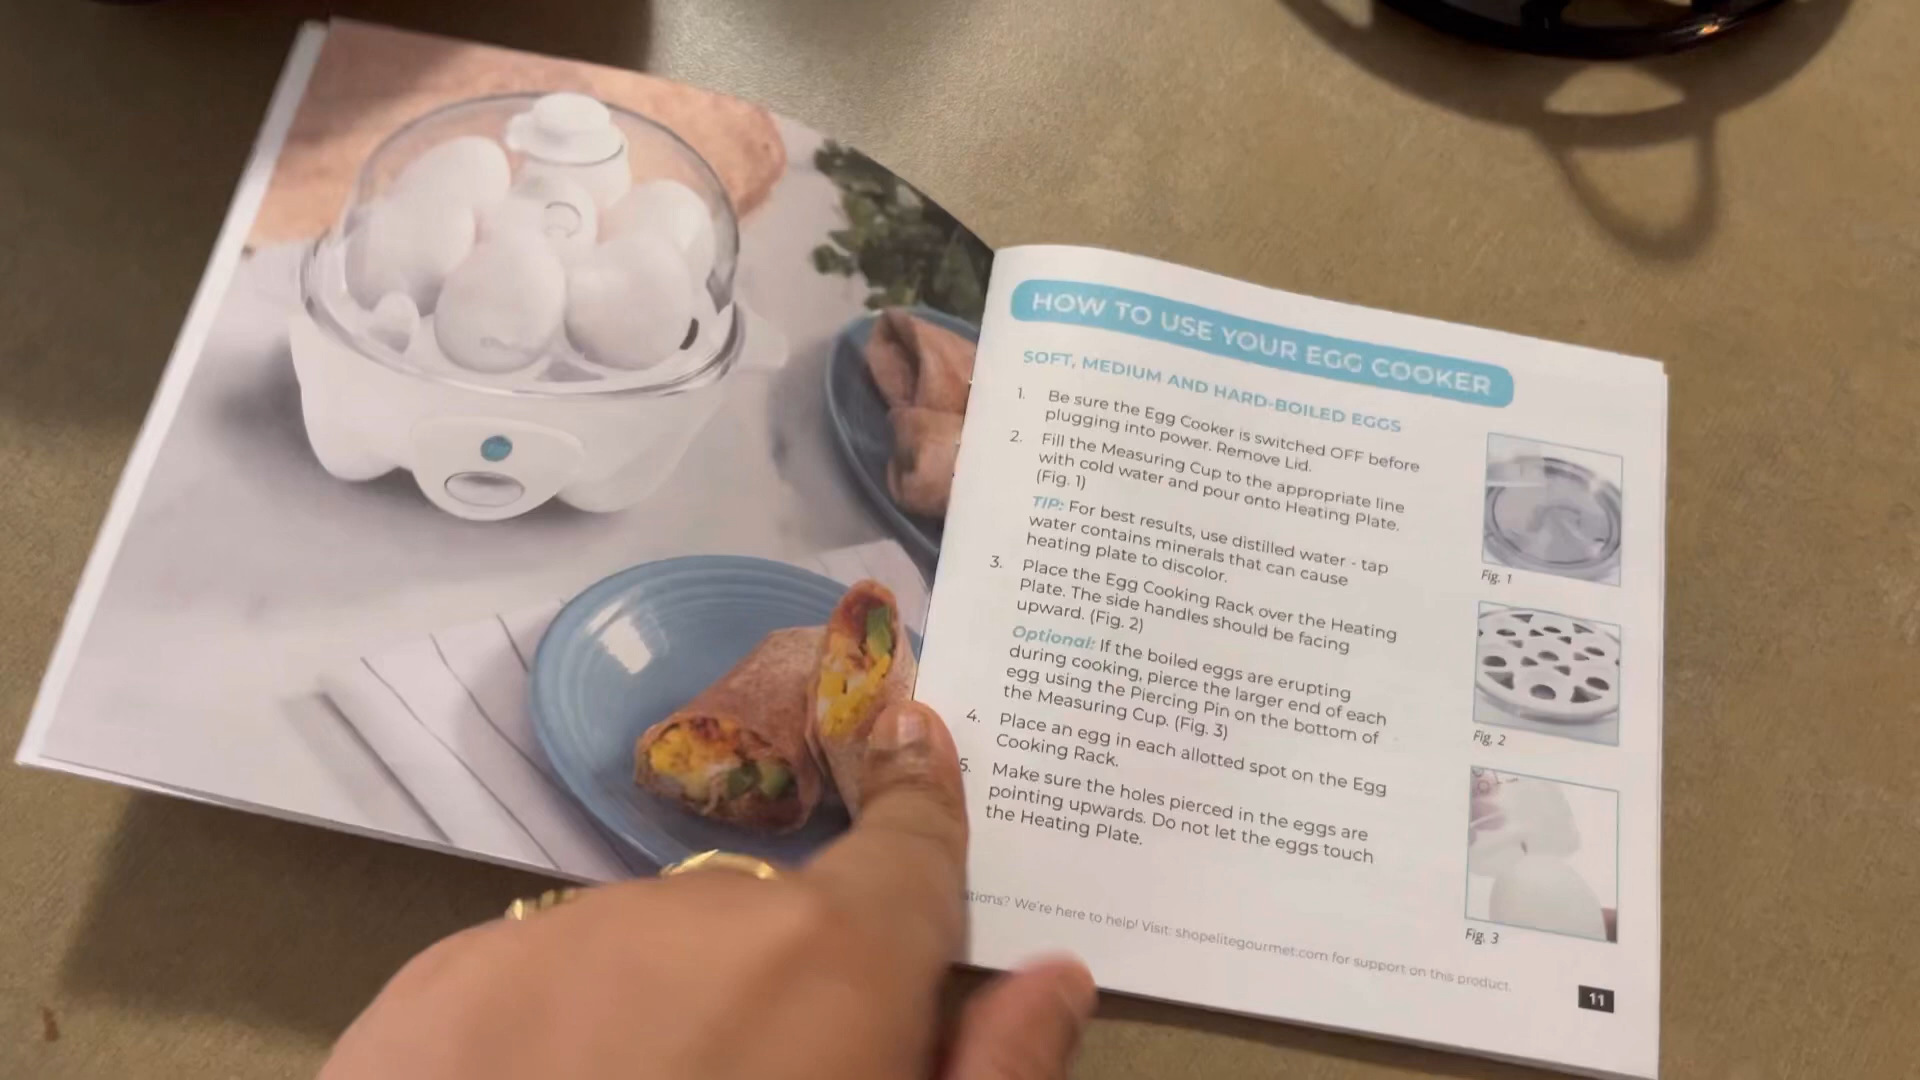 HOW TO USE YOUR EGG COOKER
SOFT, MEDIUM AND HARD-BOILED EGGS
1. Be sure the Egg Cooker is switched OFF before
plugging into power. Remove Lid.
2. Fill the Measuring Cup to the appropriate line
with cold water and pour onto Heating Plate.
(Fig. 1)
TIP: For best results, use distilled water - tap
water contains minerals that can cause
heating plate to discolor.
3. Place the Egg Cooking Rack over the Heating
Plate. The side handles should be facing
upward. (Fig. 2)
Optional: If the boiled eggs are erupting
during cooking, pierce the larger end of each
egg using the Piercing Pin on the bottom of
the Measuring Cup. (Fig. 3)
4. Place an egg in each allotted spot on the Egg
Cooking Rack.
5. Make sure the holes pierced in the eggs are
pointing upwards. Do not let the eggs touch
the Heating Plate.
Fig. 1
Fig. 2
Fig. 3
We're here to help! Visit: shopelitegourmet.com for support on this product.
11